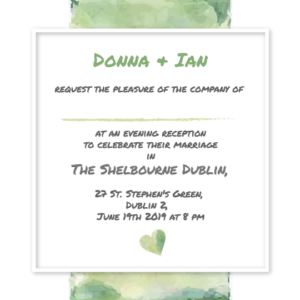 Donna & Ian
request the pleasure of the company of
at an evening reception
to celebrate their marriage
in
The Shelbourne Dublin,
27 St. Stephen's Green,
Dublin 2,
June 19th 2019 at 8 pm